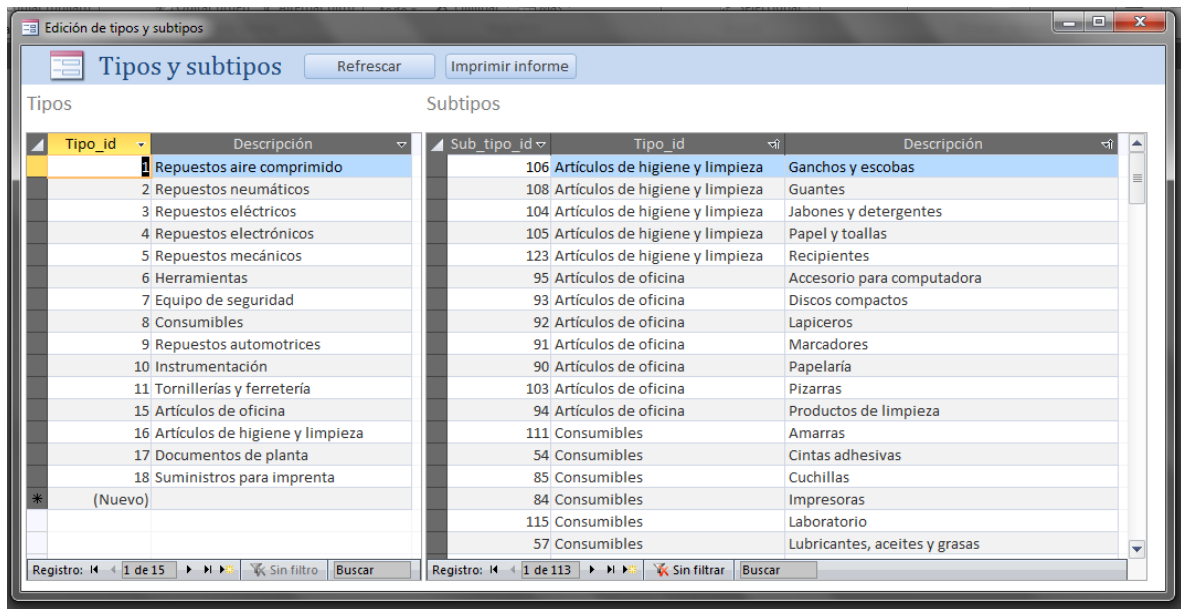 Edición de tipos y subtipos
Tipos y subtipos Refrescar Imprimir informe
Tipos
Tipo_id Descripción
1 Repuestos aire comprimido
2 Repuestos neumáticos
3 Repuestos eléctricos
4 Repuestos electrónicos
5 Repuestos mecánicos
6 Herramientas
7 Equipo de seguridad
8 Consumibles
9 Repuestos automotrices
10 Instrumentación
11 Tornillerías y ferretería
15 Artículos de oficina
16 Artículos de higiene y limpieza
17 Documentos de planta
18 Suministros para imprenta
(Nuevo)
Registro: 1 de 15 Sin filtro Buscar
Subtipos
Sub_tipo_id Tipo_id Descripción
106 Artículos de higiene y limpieza Ganchos y escobas
108 Artículos de higiene y limpieza Guantes
104 Artículos de higiene y limpieza Jabones y detergentes
105 Artículos de higiene y limpieza Papel y toallas
123 Artículos de higiene y limpieza Recipientes
95 Artículos de oficina Accesorio para computadora
93 Artículos de oficina Discos compactos
92 Artículos de oficina Lapiceros
91 Artículos de oficina Marcadores
90 Artículos de oficina Papelaría
103 Artículos de oficina Pizarras
94 Artículos de oficina Productos de limpieza
111 Consumibles Amarras
54 Consumibles Cintas adhesivas
85 Consumibles Cuchillas
84 Consumibles Impresoras
115 Consumibles Laboratorio
57 Consumibles Lubricantes, aceites y grasas
Registro: 1 de 113 Sin filtrar Buscar